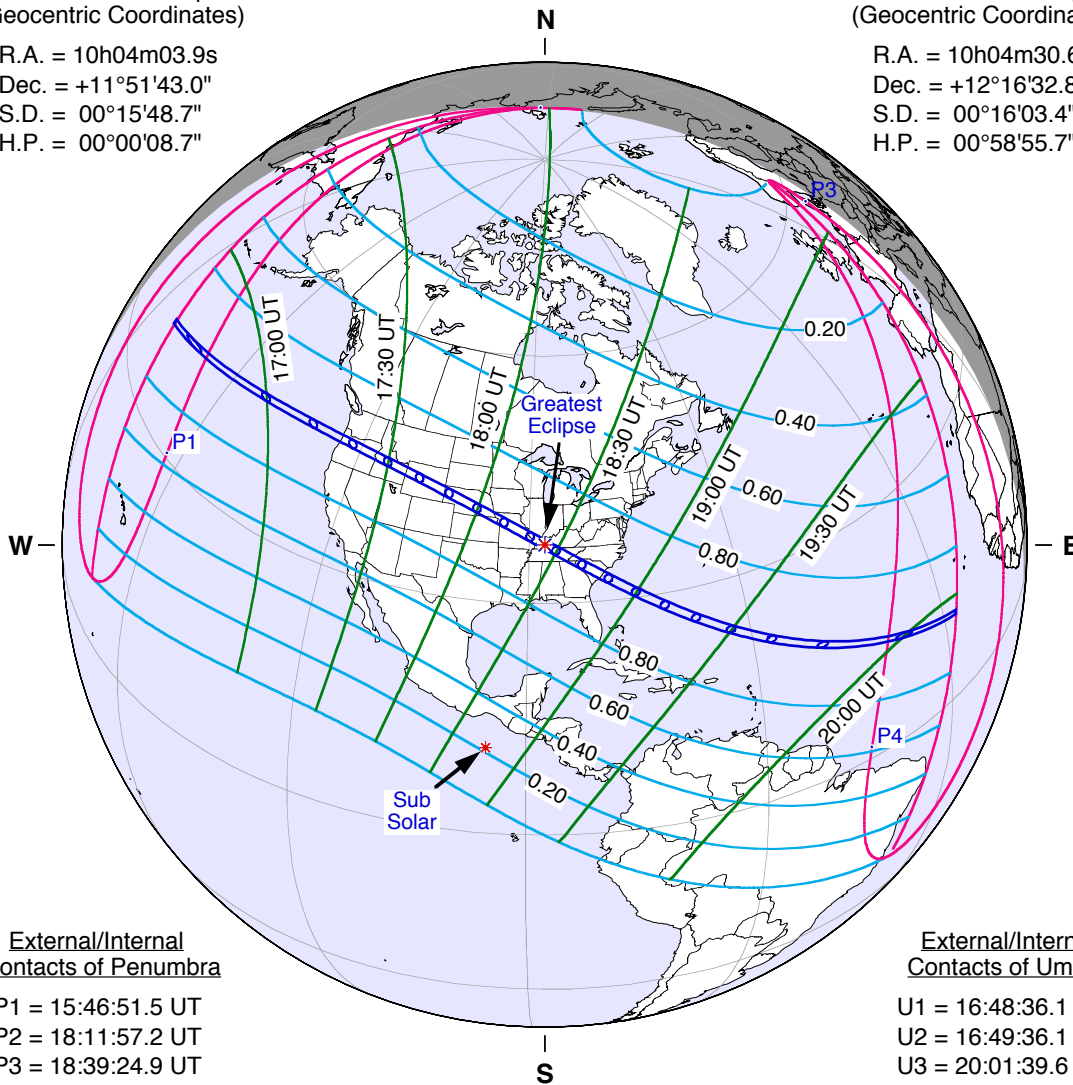 (Geocentric Coordinates)
R.A. = 10h04m03.9s
Dec. = +11°51'43.0"
S.D. = 00°15'48.7"
H.P. = 00°00'08.7"
N
(Geocentric Coordina
R.A. = 10h04m30.6
Dec. = +12°16'32.8
S.D. = 00°16'03.4"
H.P. = 00°58'55.7"
P3
0.20
17:00 UT
17:30 UT
18:00 UT
Greatest
Eclipse
18:30 UT
0.40
P1
19:00 UT
0.60
19:30 UT
W
0.80
E
0.80
0.60
20:00 UT
P4
0.40
0.20
Sub
Solar
External/Internal
ontacts of Penumbra
P1 = 15:46:51.5 UT
P2 = 18:11:57.2 UT
P3 = 18:39:24.9 UT
External/Intern
Contacts of Um
U1 = 16:48:36.1
U2 = 16:49:36.1
U3 = 20:01:39.6
S